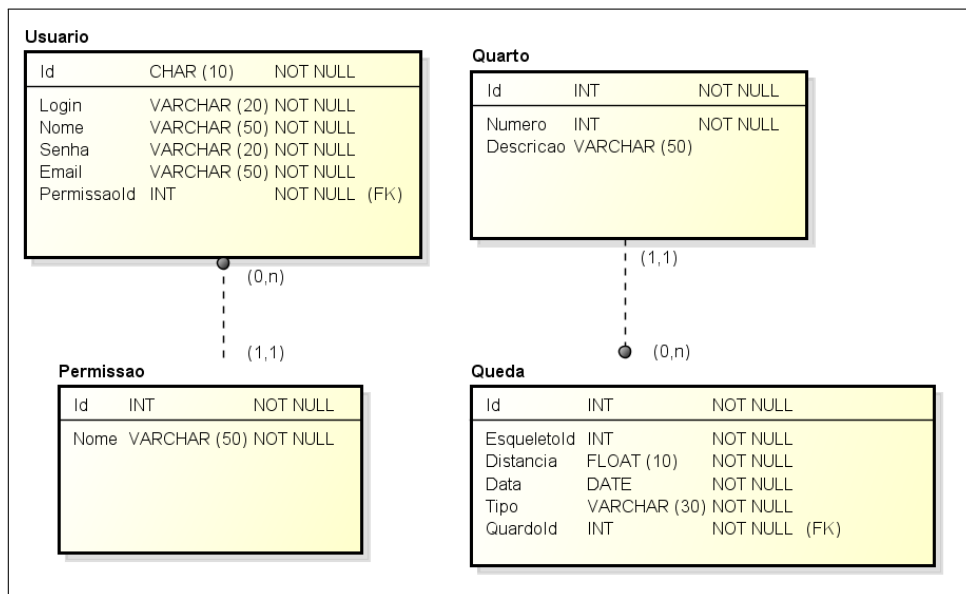 Usuario
Id CHAR (10) NOT NULL
Login VARCHAR (20) NOT NULL
Nome VARCHAR (50) NOT NULL
Senha VARCHAR (20) NOT NULL
Email VARCHAR (50) NOT NULL
PermissaoId INT NOT NULL (FK)
(0,n)
(1,1)
Permissao
Id INT NOT NULL
Nome VARCHAR (50) NOT NULL
Quarto
Id INT NOT NULL
Numero INT NOT NULL
Descricao VARCHAR (50)
(1,1)
(0,n)
Queda
Id INT NOT NULL
EsqueletoId INT NOT NULL
Distancia FLOAT (10) NOT NULL
Data DATE NOT NULL
Tipo VARCHAR (30) NOT NULL
QuardoId INT NOT NULL (FK)